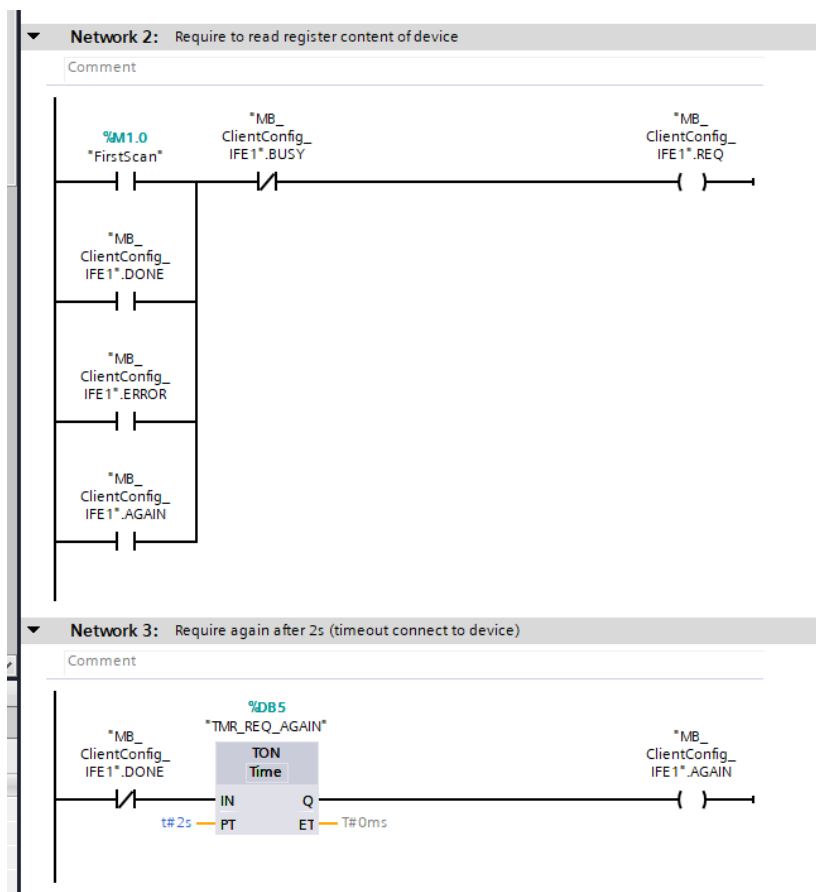 Network 2: Require to read register content of device
Comment
%M1.0
"FirstScan"
"MB_
ClientConfig_
IFE1".BUSY
"MB_
ClientConfig_
IFE1".REQ
"MB_
ClientConfig_
IFE1".DONE
"MB_
ClientConfig_
IFE1".ERROR
"MB_
ClientConfig_
IFE1".AGAIN
Network 3: Require again after 2s (timeout connect to device)
Comment
"MB_
ClientConfig_
IFE1".DONE
%DB5
"TMR_REQ_AGAIN"
TON
Time
IN Q
t#2s PT ET T#0ms
"MB_
ClientConfig_
IFE1".AGAIN